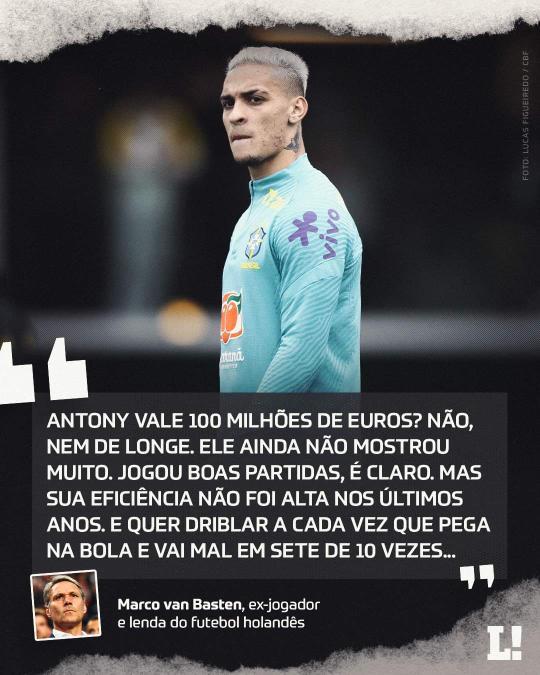 FOTO: LUCAS FIGUEIREDO / CBF
vivo
BRASIL
ANTONY VALE 100 MILHÕES DE EUROS? NÃO,
NEM DE LONGE. ELE AINDA NÃO MOSTROU
MUITO. JOGOU BOAS PARTIDAS, É CLARO. MAS
SUA EFICIÊNCIA NÃO FOI ALTA NOS ÚLTIMOS
ANOS. E QUER DRIBLAR A CADA VEZ QUE PEGA
NA BOLA E VAI MAL EM SETE DE 10 VEZES...
Marco van Basten, ex-jogador
e lenda do futebol holandês
L!